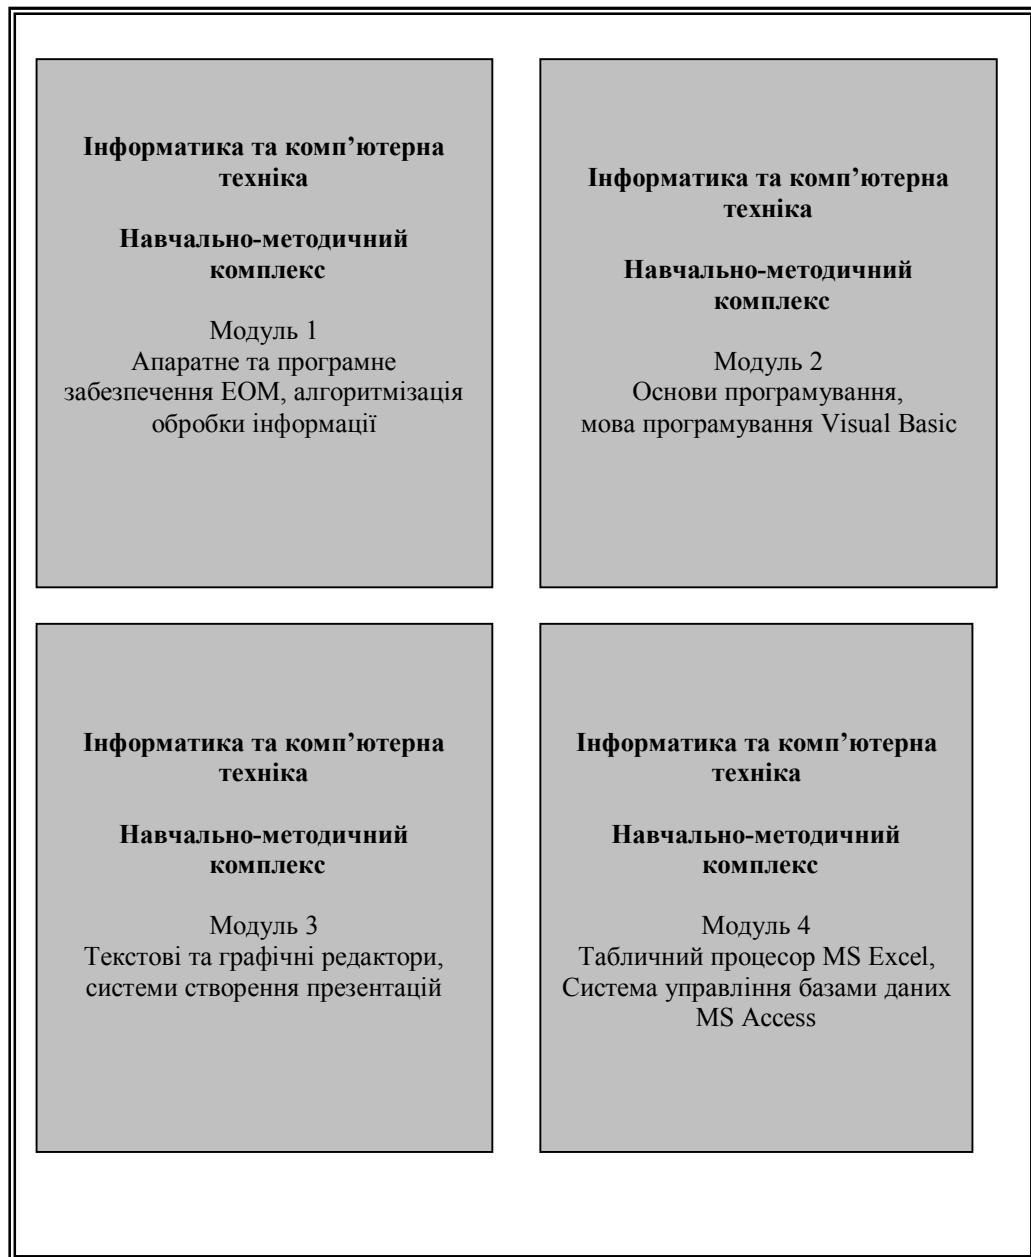 Інформатика та комп’ютерна
техніка
Навчально-методичний
комплекс
Модуль 1
Апаратне та програмне
забезпечення ЕОМ, алгоритмізація
обробки інформації
Інформатика та комп’ютерна
техніка
Навчально-методичний
комплекс
Модуль 2
Основи програмування,
мова програмування Visual Basic
Інформатика та комп’ютерна
техніка
Навчально-методичний
комплекс
Модуль 3
Текстові та графічні редактори,
системи створення презентацій
Інформатика та комп’ютерна
техніка
Навчально-методичний
комплекс
Модуль 4
Табличний процесор MS Excel,
Система управління базами даних
MS Access